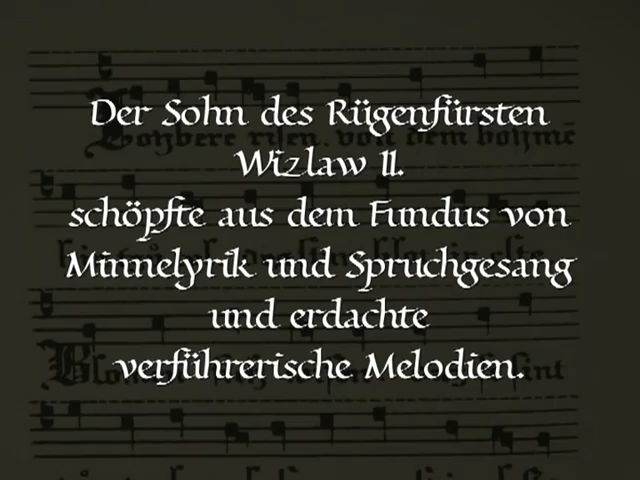 Der Sohn des Rügenfürsten
Wizlaw II.
schöpfte aus dem Fundus von
Minnelyrik und Spruchgesang
und erdachte
verführerische Melodien.